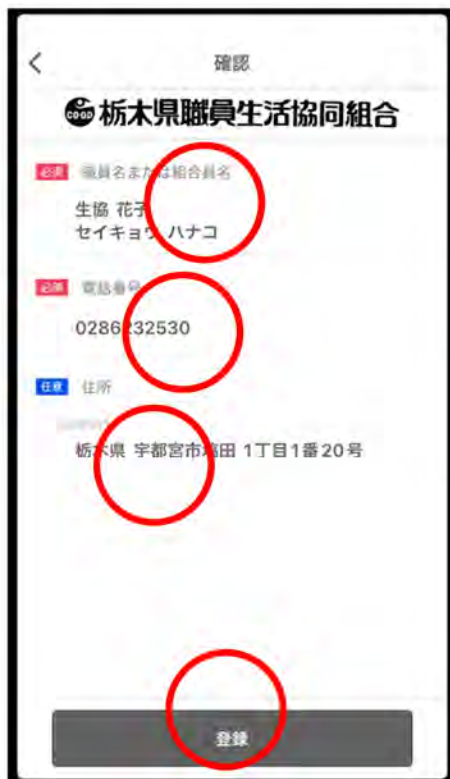 確認
CO-OP 栃木県職員生活協同組合
必須 職員名または組合員名
生協 花子
セイキョウ ハナコ
必須 電話番号
0286232530
任意 住所
栃木県 宇都宮市塙田 1丁目1番20号
登録